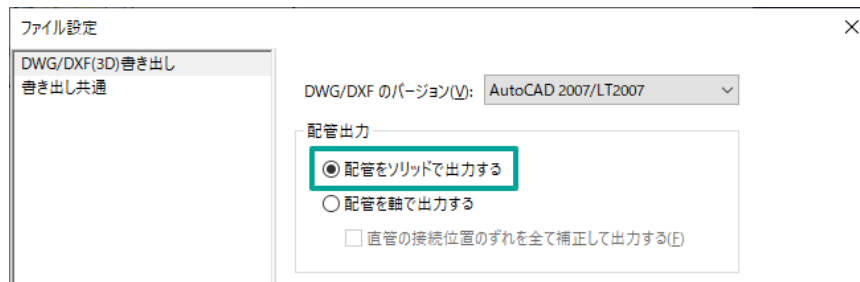 ファイル設定
DWG/DXF(3D)書き出し
書き出し共通
DWG/DXF のバージョン(V): AutoCAD 2007/LT2007
配管出力
配管をソリッドで出力する
配管を軸で出力する
直管の接続位置のずれを全て補正して出力する(F)